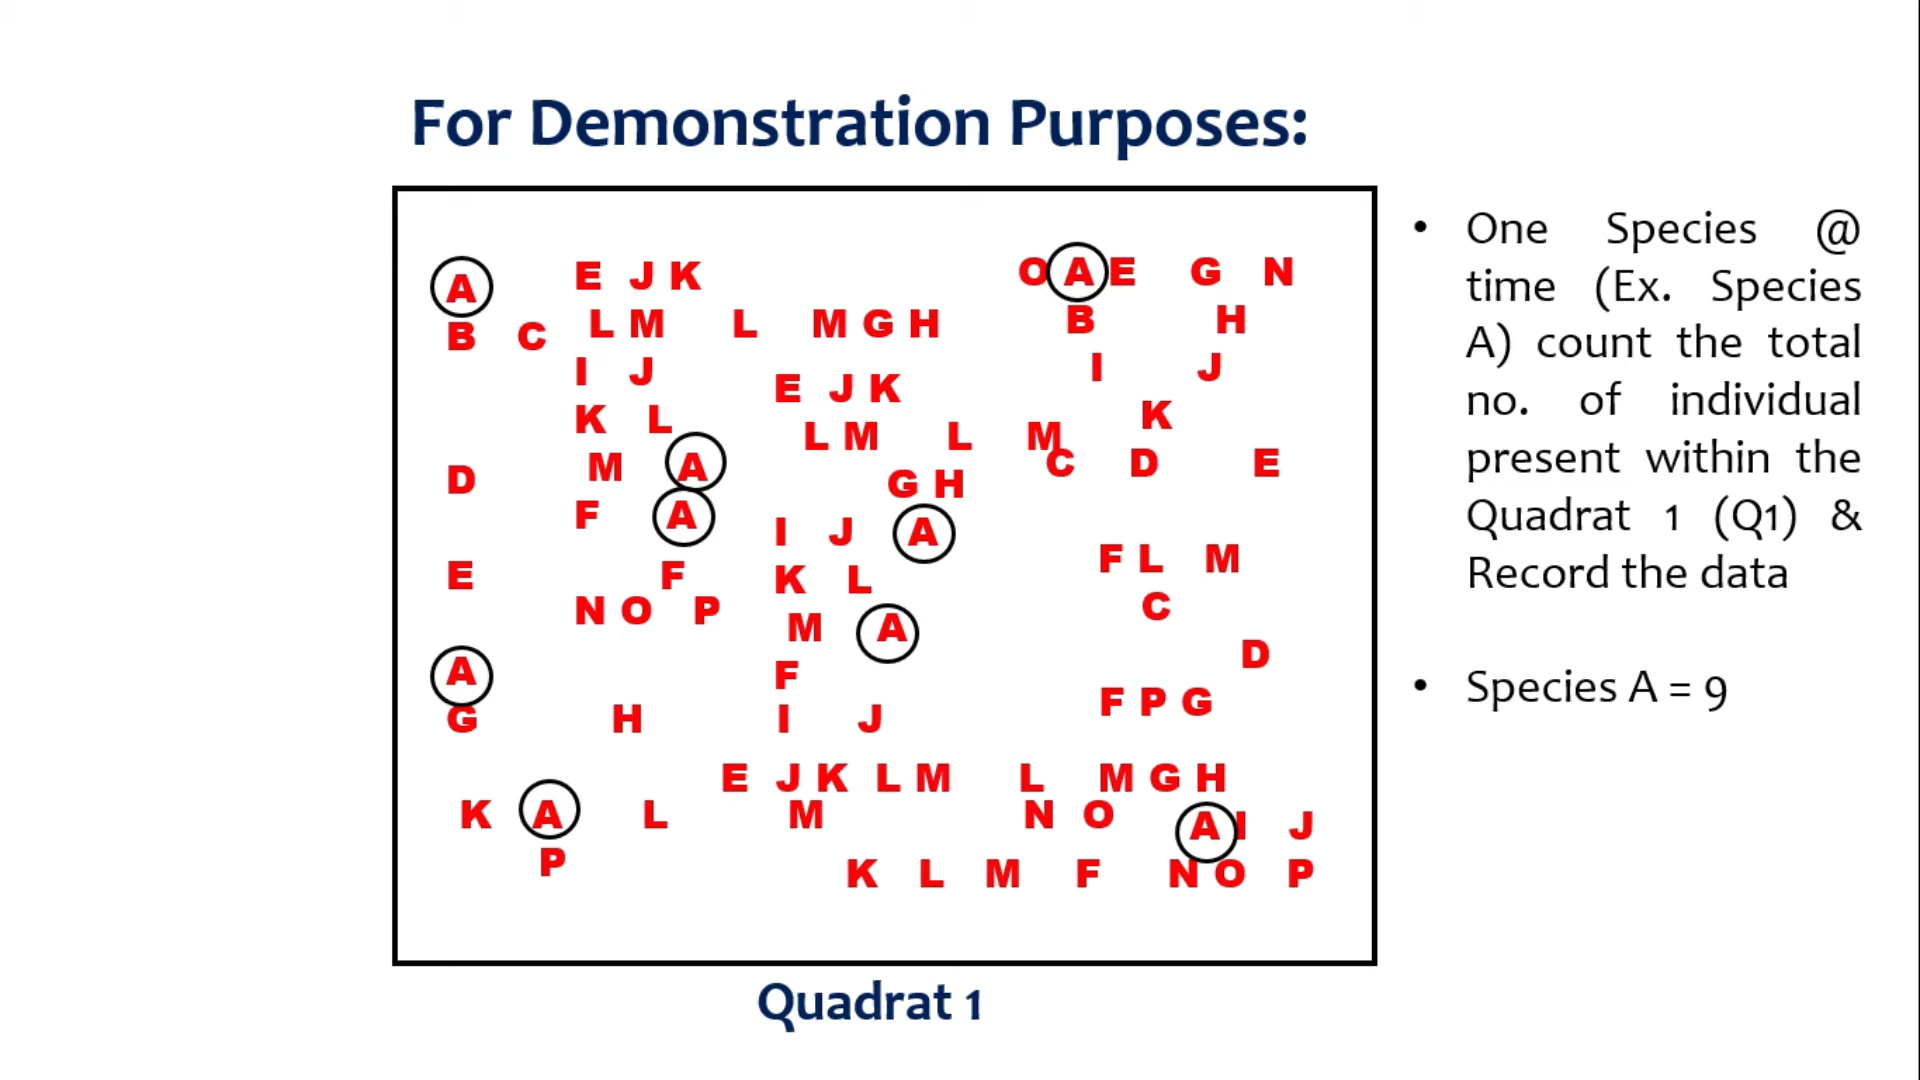 For Demonstration Purposes:
A E J K O A E G N
B C L M L M G H B H
I J E J K I J
K L L M L M K
D M A G H C D E
F A I J A
E F K L F L M
N O P M A C
A F D
G H I J F P G
E J K L M L M G H
K A L M N O A I J
P K L M F N O P
Quadrat 1
• One Species @
time (Ex. Species
A) count the total
no. of individual
present within the
Quadrat 1 (Q1) &
Record the data
• Species A = 9